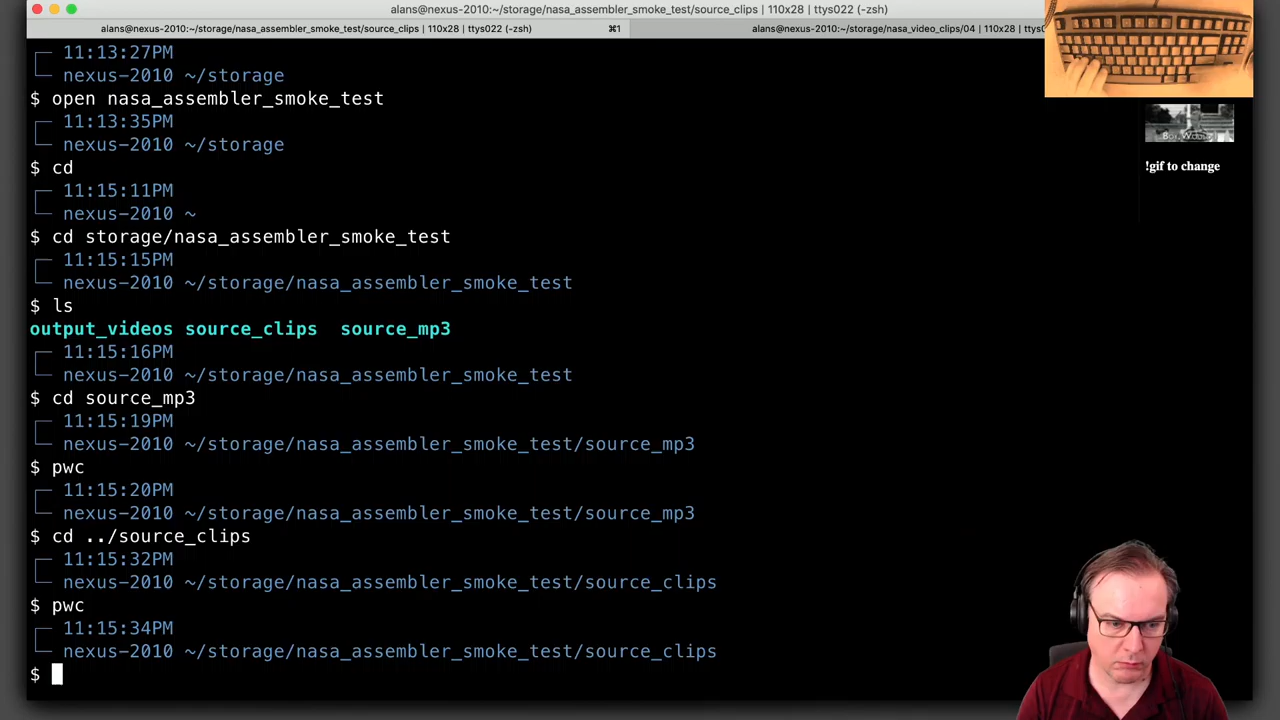 alans@nexus-2010:~/storage/nasa_assembler_smoke_test/source_clips | 110x28 | ttys022 (-zsh)
alans@nexus-2010:~/storage/nasa_assembler_smoke_test/source_clips | 110x28 | ttys022 (-zsh) ⌘1 alans@nexus-2010:~/storage/nasa_video_clips/04 | 110x28 | ttys0
11:13:27PM
nexus-2010 ~/storage
$ open nasa_assembler_smoke_test
11:13:35PM
nexus-2010 ~/storage
$ cd
11:15:11PM
nexus-2010 ~
$ cd storage/nasa_assembler_smoke_test
11:15:15PM
nexus-2010 ~/storage/nasa_assembler_smoke_test
$ ls
output_videos source_clips source_mp3
11:15:16PM
nexus-2010 ~/storage/nasa_assembler_smoke_test
$ cd source_mp3
11:15:19PM
nexus-2010 ~/storage/nasa_assembler_smoke_test/source_mp3
$ pwc
11:15:20PM
nexus-2010 ~/storage/nasa_assembler_smoke_test/source_mp3
$ cd ../source_clips
11:15:32PM
nexus-2010 ~/storage/nasa_assembler_smoke_test/source_clips
$ pwc
11:15:34PM
nexus-2010 ~/storage/nasa_assembler_smoke_test/source_clips
$
!gif to change